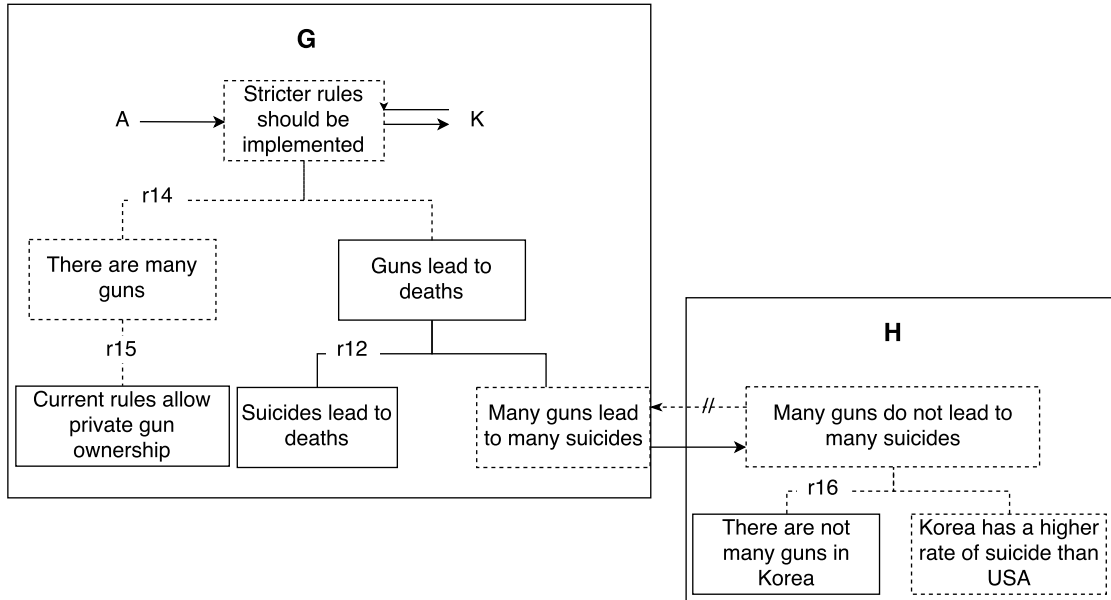 G
A
Stricter rules
should be
implemented
K
r14
There are many
guns
Guns lead to
deaths
r15
r12
Current rules allow
private gun
ownership
Suicides lead to
deaths
Many guns lead
to many suicides
//
H
Many guns do not lead to
many suicides
r16
There are not
many guns in
Korea
Korea has a higher
rate of suicide than
USA